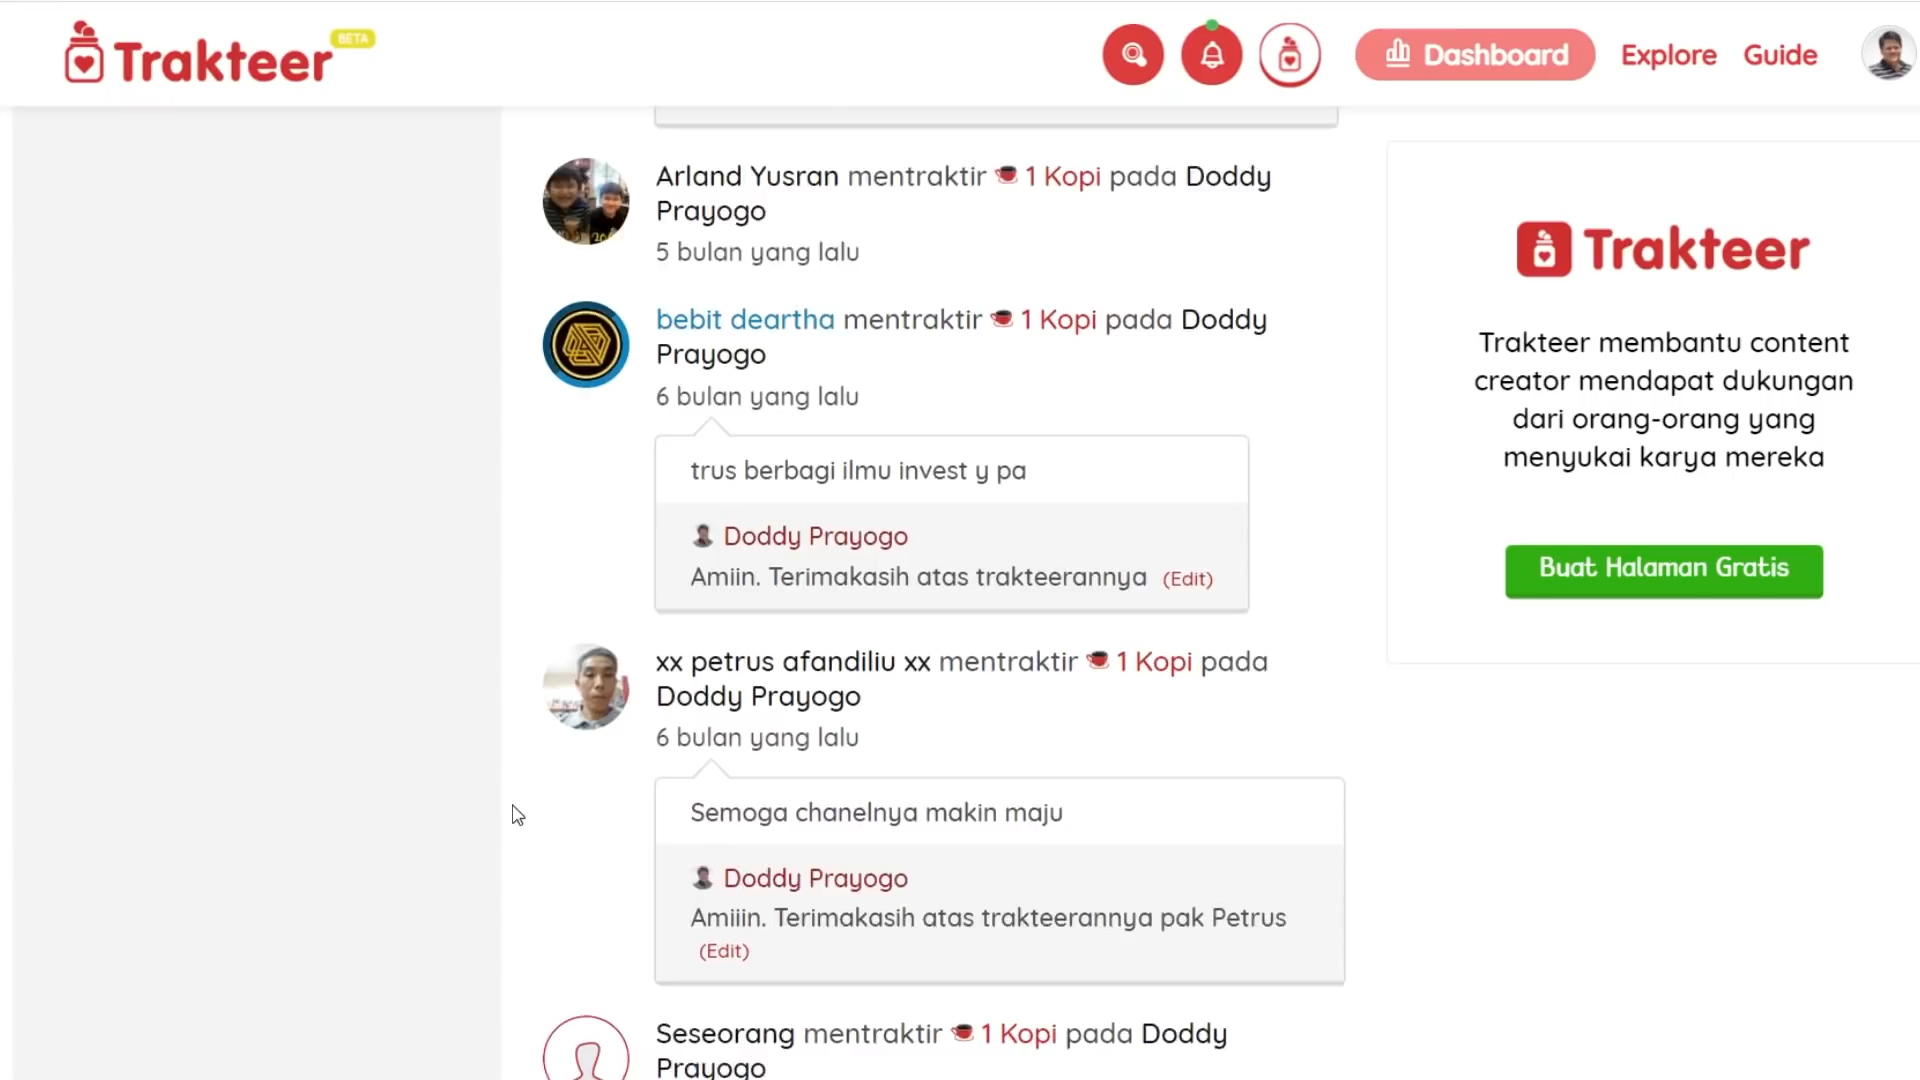 Trakteer BETA
Dashboard Explore Guide
Arland Yusran mentraktir 1 Kopi pada Doddy
Prayogo
5 bulan yang lalu
bebit deartha mentraktir 1 Kopi pada Doddy
Prayogo
6 bulan yang lalu
trus berbagi ilmu invest y pa
Doddy Prayogo
Amiin. Terimakasih atas trakteerannya (Edit)
xx petrus afandiliu xx mentraktir 1 Kopi pada
Doddy Prayogo
6 bulan yang lalu
Semoga chanelnya makin maju
Doddy Prayogo
Amiiin. Terimakasih atas trakteerannya pak Petrus
(Edit)
Seseorang mentraktir 1 Kopi pada Doddy
Prayogo
Trakteer
Trakteer membantu content
creator mendapat dukungan
dari orang-orang yang
menyukai karya mereka
Buat Halaman Gratis